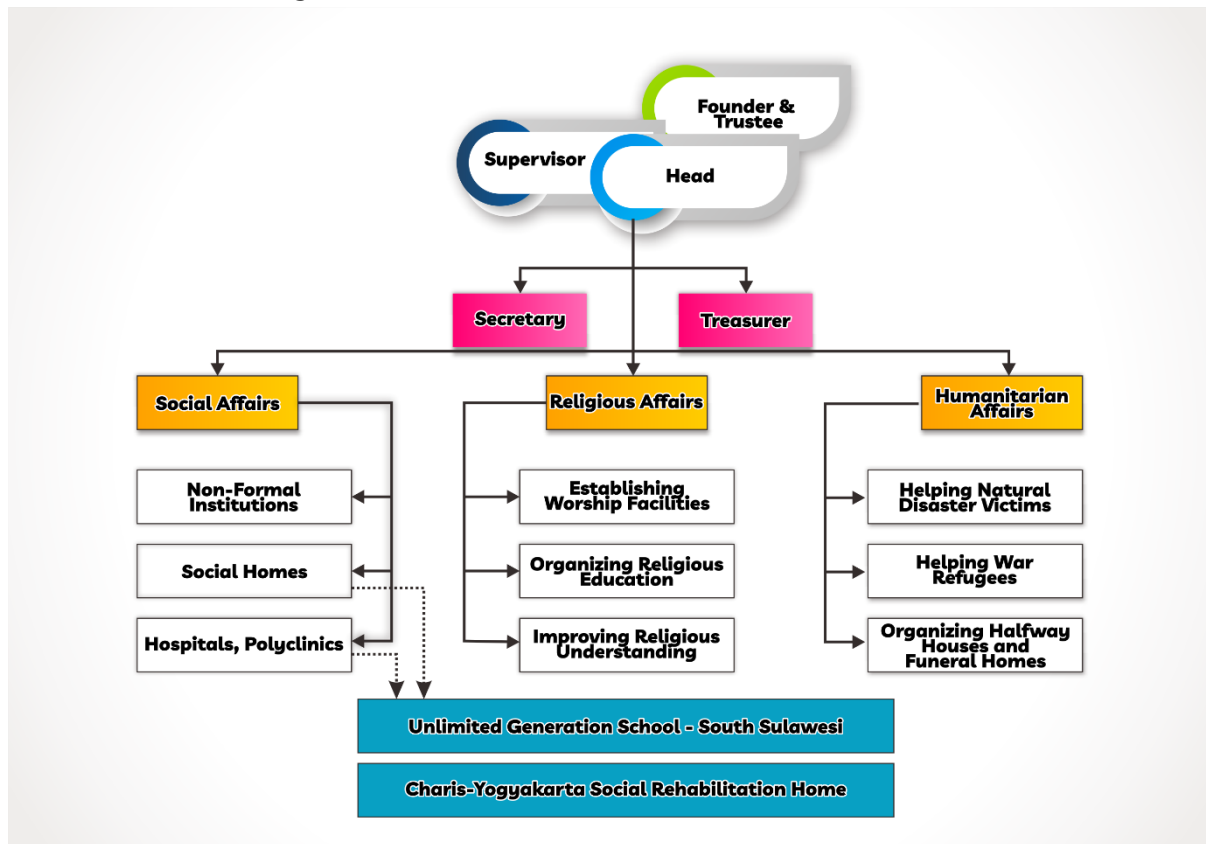 Founder &
Trustee
Supervisor
Head
Secretary
Treasurer
Social Affairs
Religious Affairs
Humanitarian
Affairs
Non-Formal
Institutions
Establishing
Worship Facilities
Helping Natural
Disaster Victims
Social Homes
Organizing Religious
Education
Helping War
Refugees
Hospitals, Polyclinics
Improving Religious
Understanding
Organizing Halfway
Houses and
Funeral Homes
Unlimited Generation School - South Sulawesi
Charis-Yogyakarta Social Rehabilitation Home